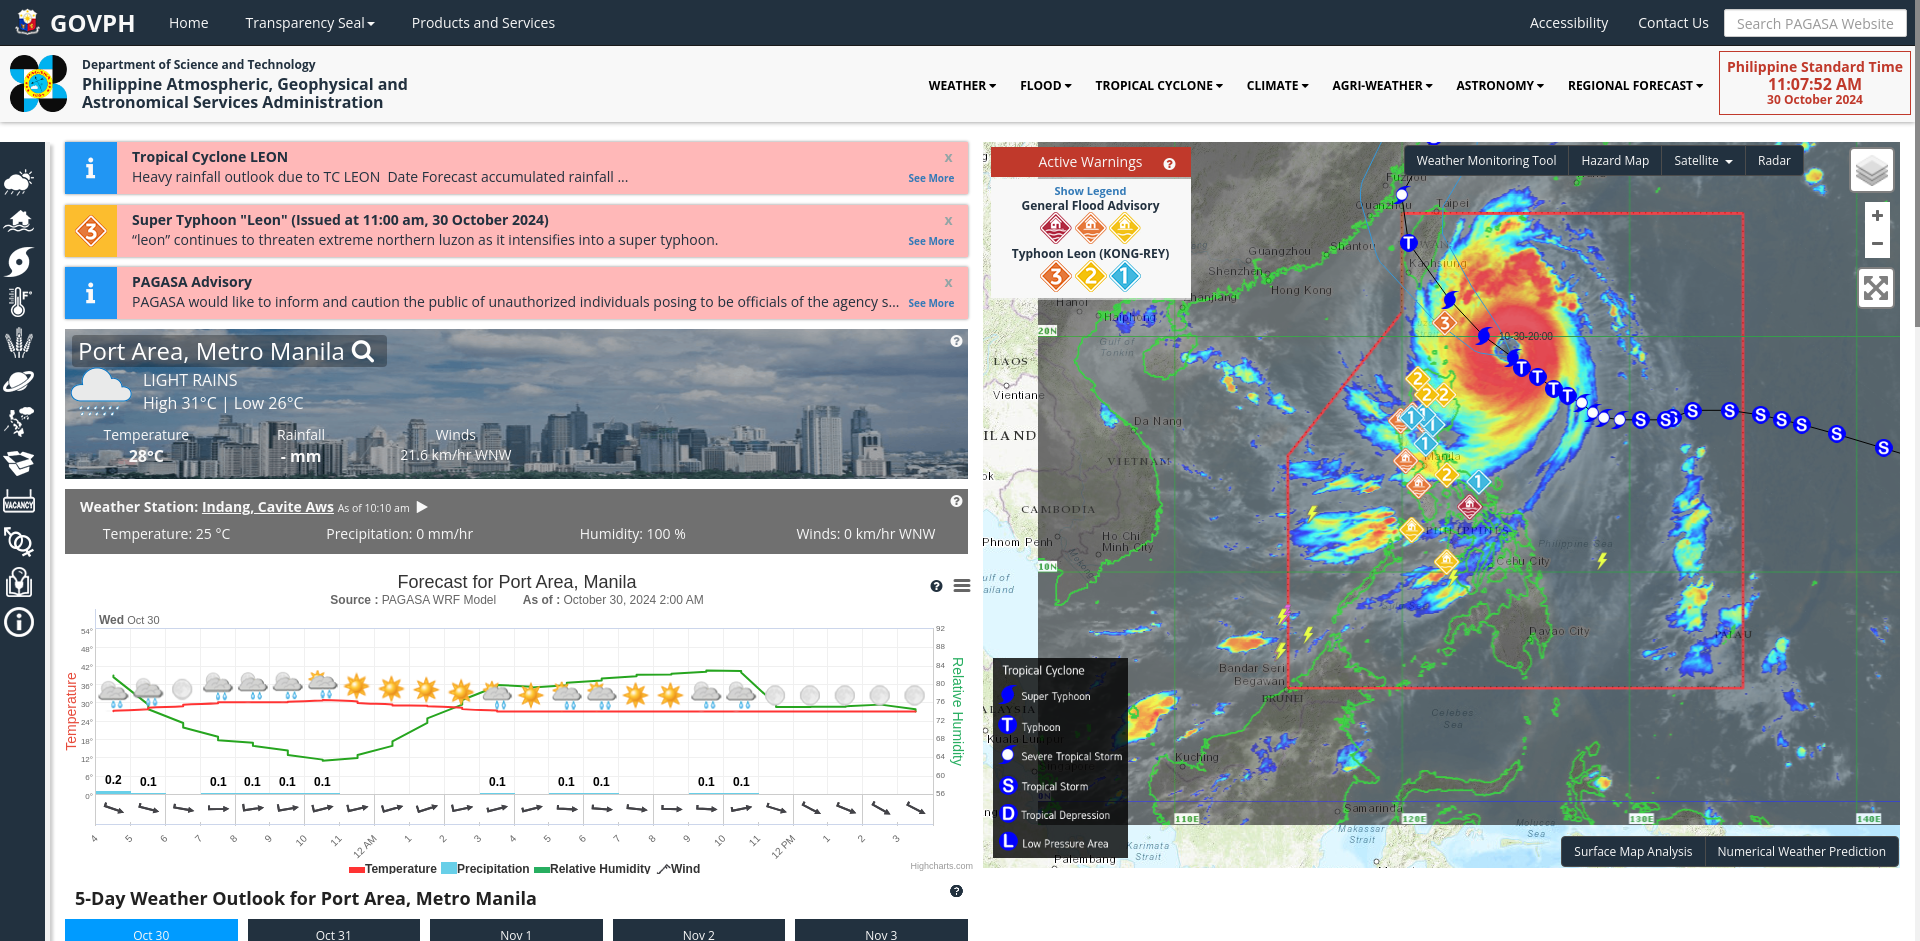 GOVPH
Home
Transparency Seal
Products and Services
Accessibility
Contact Us
Search PAGASA Website
Department of Science and Technology
Philippine Atmospheric, Geophysical and
Astronomical Services Administration
WEATHER
FLOOD
TROPICAL CYCLONE
CLIMATE
AGRI-WEATHER
ASTRONOMY
REGIONAL FORECAST
Philippine Standard Time
11:07:52 AM
30 October 2024
Tropical Cyclone LEON
x
Heavy rainfall outlook due to TC LEON  Date Forecast accumulated rainfall ...
See More
3
Super Typhoon "Leon" (Issued at 11:00 am, 30 October 2024)
x
“leon” continues to threaten extreme northern luzon as it intensifies into a super typhoon.
See More
PAGASA Advisory
x
PAGASA would like to inform and caution the public of unauthorized individuals posing to be officials of the agency s...
See More
VACANCY
Port Area, Metro Manila
LIGHT RAINS
High 31°C | Low 26°C
Temperature
28°C
Rainfall
- mm
Winds
21.6 km/hr WNW
Weather Station: Indang, Cavite Aws As of 10:10 am
Temperature: 25 °C
Precipitation: 0 mm/hr
Humidity: 100 %
Winds: 0 km/hr WNW
Forecast for Port Area, Manila
Source : PAGASA WRF Model As of : October 30, 2024 2:00 AM
Wed Oct 30
Temperature
54°
48°
42°
36°
30°
24°
18°
12°
6°
0°
92
88
84
80
76
72
68
64
60
56
Relative Humidity
0.2
0.1
0.1
0.1
0.1
0.1
0.1
0.1
0.1
0.1
0.1
4
5
6
7
8
9
10
11
12 AM
1
2
3
4
5
6
7
8
9
10
11
12 PM
1
2
3
Temperature
Precipitation
Relative Humidity
Wind
Highcharts.com
5-Day Weather Outlook for Port Area, Metro Manila
Oct 30
Oct 31
Nov 1
Nov 2
Nov 3
Active Warnings
Show Legend
General Flood Advisory
Typhoon Leon (KONG-REY)
3
2
1
Weather Monitoring Tool
Hazard Map
Satellite
Radar
+
−
Fuzhou
Quanzhou
Taipei
Guangzhou
Shantou
Kaohsiung
Shenzhen
Hong Kong
Zhanjiang
Hanoi
Haiphong
20N
Gulf of
Tonkin
LAOS
Vientiane
10-30-20:00
Da Nang
VIETNAM
Manila
CAMBODIA
Phnom Penh
Ho Chi
Minh City
PHILIPPINES
Philippine Sea
Cebu City
10N
Davao City
PALAU
Bandar Seri
Begawan
BRUNEI
Celebes
Sea
Kuching
Samarinda
110E
120E
130E
140E
Makassar
Strait
Molucca
Sea
Karimata
Strait
Palembang
Tropical Cyclone
Super Typhoon
T Typhoon
Severe Tropical Storm
S Tropical Storm
D Tropical Depression
L Low Pressure Area
Surface Map Analysis
Numerical Weather Prediction